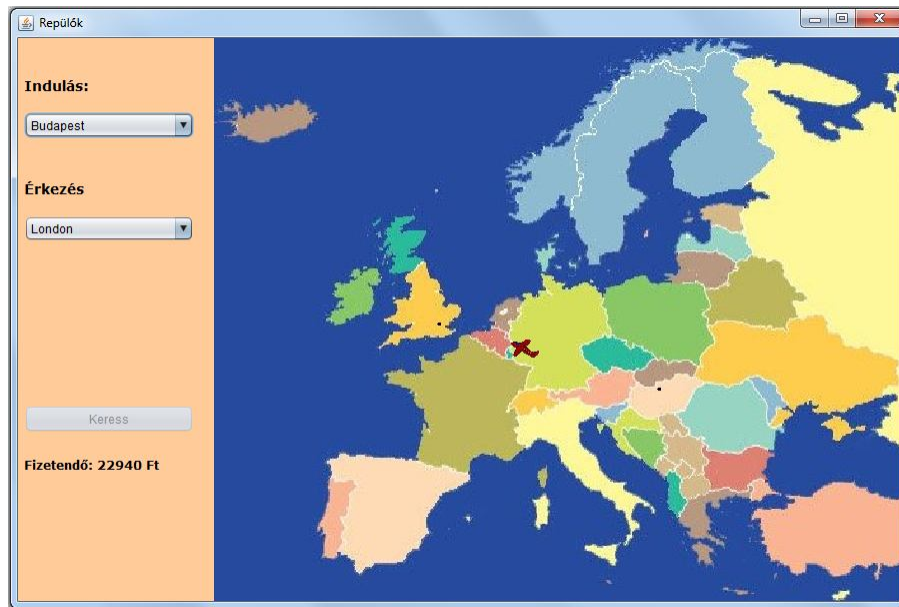 Repülők
Indulás:
Budapest
Érkezés
London
Keress
Fizetendő: 22940 Ft